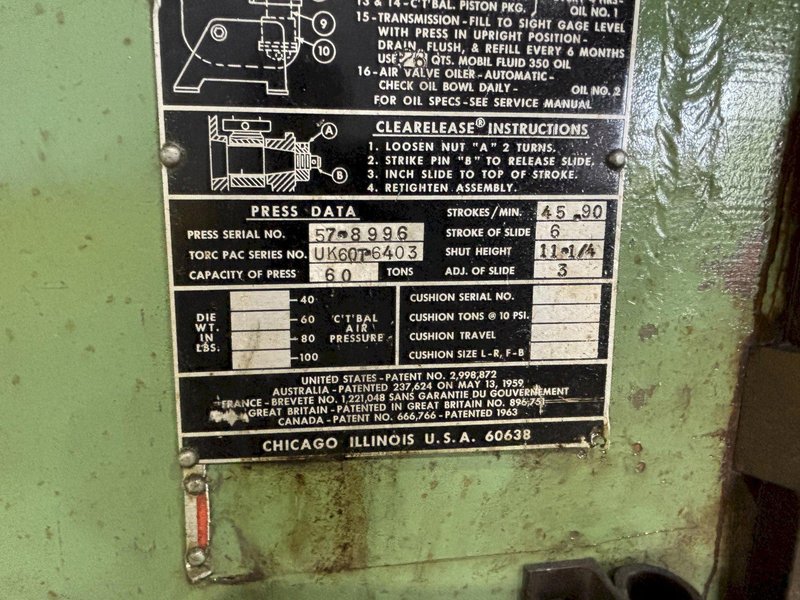 9
10
13 & 14-C'T'BAL. PISTON PKG.
OIL NO. 1
15-TRANSMISSION-FILL TO SIGHT GAGE LEVEL
WITH PRESS IN UPRIGHT POSITION-
DRAIN, FLUSH, & REFILL EVERY 6 MONTHS
USE QTS. MOBIL FLUID 350 OIL
16-AIR VALVE OILER-AUTOMATIC-
CHECK OIL BOWL DAILY- OIL NO. 2
FOR OIL SPECS-SEE SERVICE MANUAL
A
B
CLEARELEASE® INSTRUCTIONS
1. LOOSEN NUT "A" 2 TURNS.
2. STRIKE PIN "B" TO RELEASE SLIDE.
3. INCH SLIDE TO TOP OF STROKE.
4. RETIGHTEN ASSEMBLY.
PRESS DATA
PRESS SERIAL NO. 57-8996
TORC PAC SERIES NO. UK60T-6403
CAPACITY OF PRESS 60 TONS
STROKES/MIN. 45-90
STROKE OF SLIDE 6
SHUT HEIGHT 11-1/4
ADJ. OF SLIDE 3
DIE WT. IN LBS.
40
60
80
100
C'T'BAL AIR PRESSURE
CUSHION SERIAL NO.
CUSHION TONS @ 10 PSI.
CUSHION TRAVEL
CUSHION SIZE L-R, F-B
UNITED STATES - PATENT NO. 2,998,872
AUSTRALIA - PATENTED 237,624 ON MAY 13, 1959
FRANCE - BREVETE NO. 1,221,048 SANS GARANTIE DU GOUVERNEMENT
GREAT BRITAIN - PATENTED IN GREAT BRITAIN NO. 896,751
CANADA - PATENT NO. 666,766 - PATENTED 1963
CHICAGO ILLINOIS U.S.A. 60638